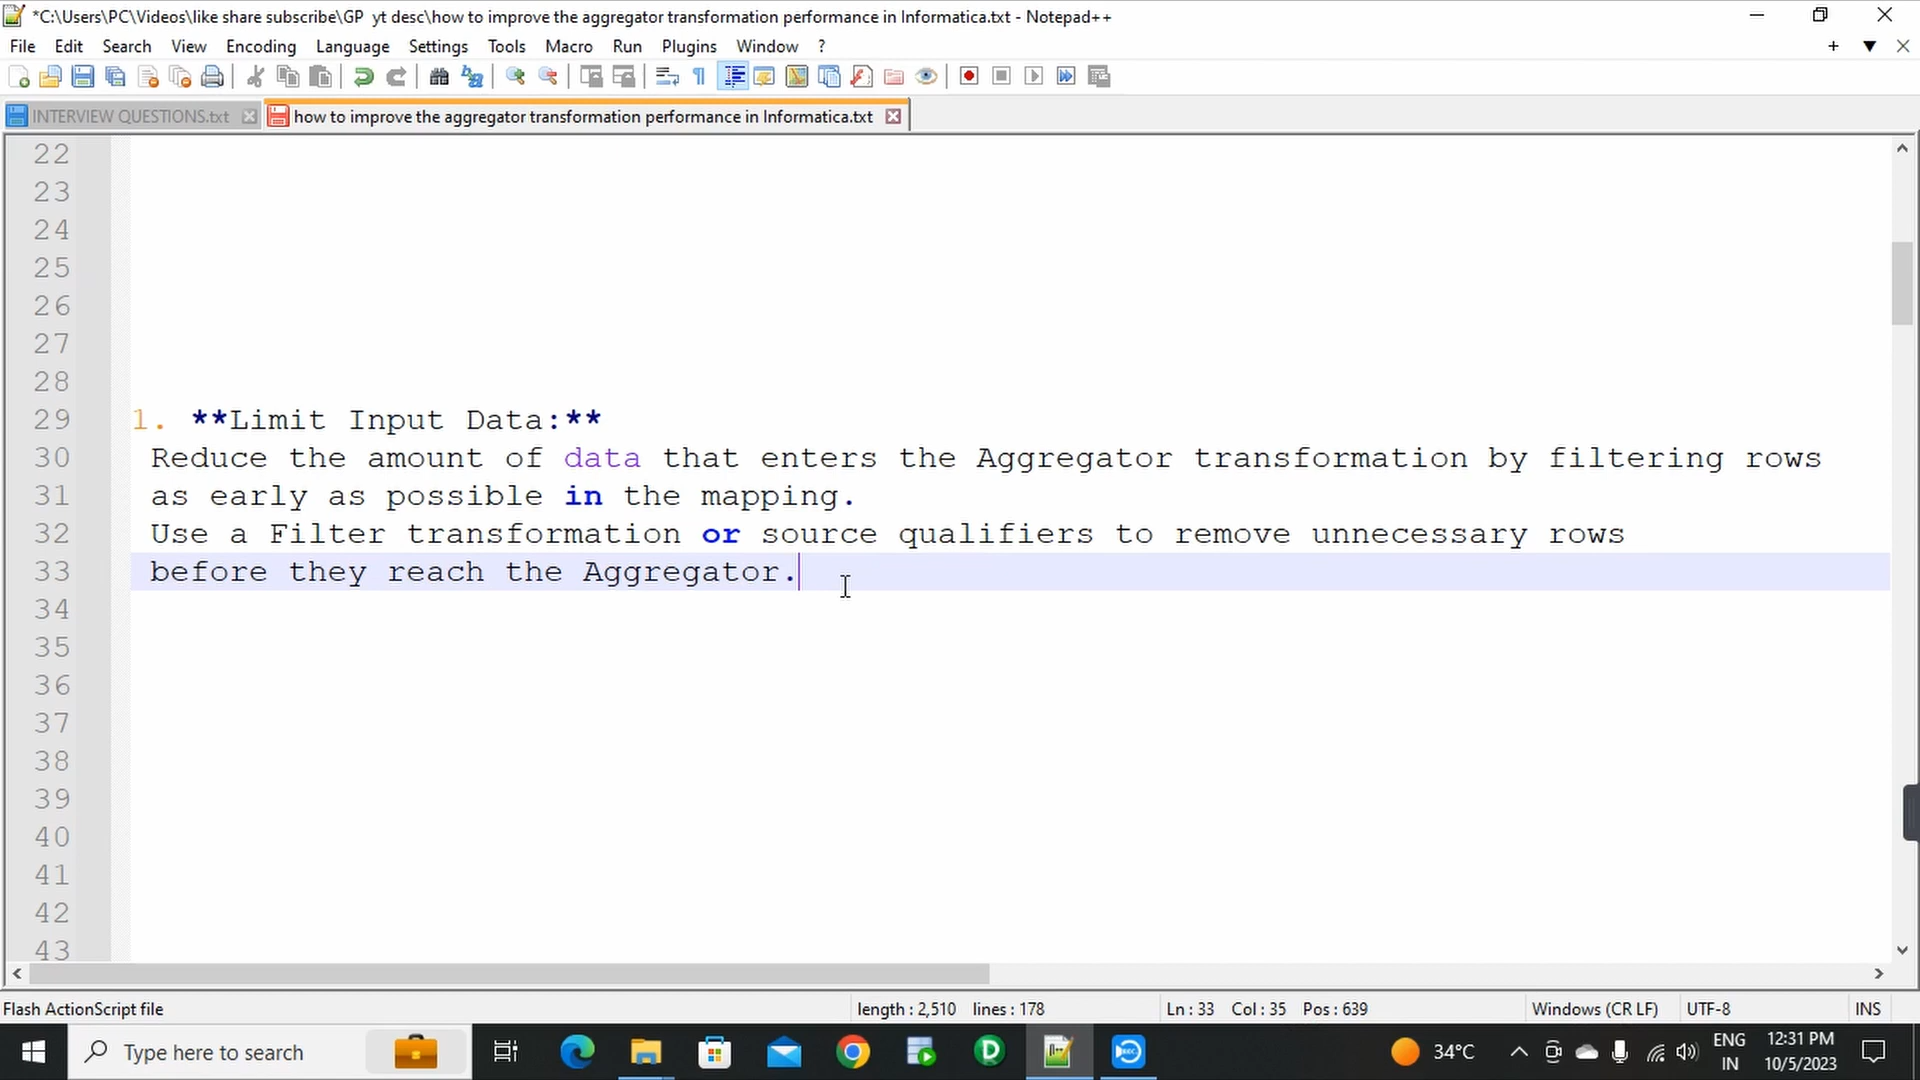 *C:\Users\PC\Videos\like share subscribe\GP yt desc\how to improve the aggregator transformation performance in Informatica.txt - Notepad++
File Edit Search View Encoding Language Settings Tools Macro Run Plugins Window ?
INTERVIEW QUESTIONS.txt how to improve the aggregator transformation performance in Informatica.txt
22
23
24
25
26
27
28
29 1. **Limit Input Data:**
30 Reduce the amount of data that enters the Aggregator transformation by filtering rows
31 as early as possible in the mapping.
32 Use a Filter transformation or source qualifiers to remove unnecessary rows
33 before they reach the Aggregator.
34
35
36
37
38
39
40
41
42
43
Flash ActionScript file length : 2,510 lines : 178 Ln : 33 Col : 35 Pos : 639 Windows (CR LF) UTF-8 INS
Type here to search 34°C ENG 12:31 PM
IN 10/5/2023